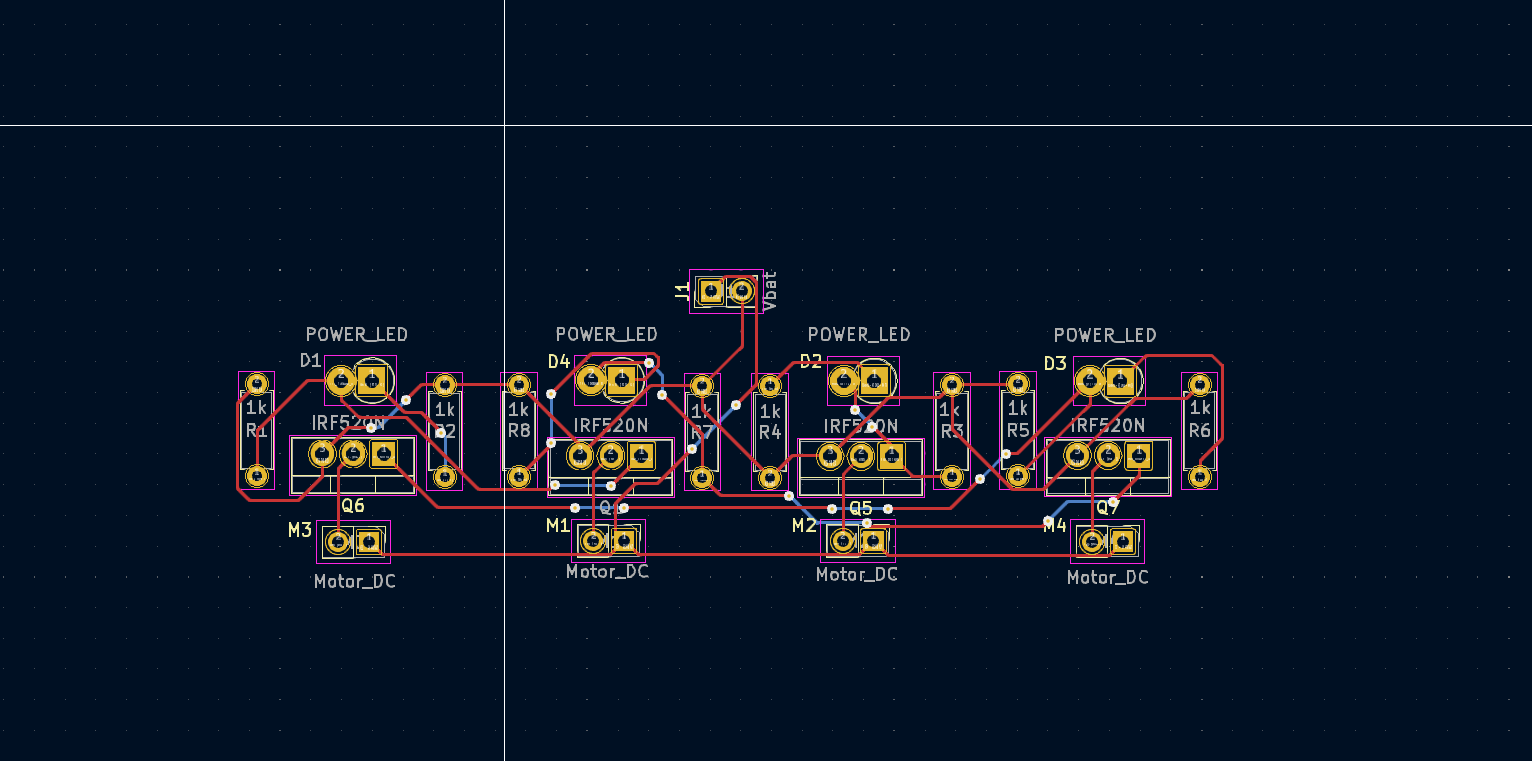 J1
Vbat
POWER_LED
POWER_LED
POWER_LED
POWER_LED
D1
D4
D2
D3
1k
R1
1k
R2
1k
R8
1k
R7
1k
R4
1k
R3
1k
R5
1k
R6
IRF520N
IRF520N
IRF520N
IRF520N
Q6
Q5
Q7
M3
M1
M2
M4
Motor_DC
Motor_DC
Motor_DC
Motor_DC